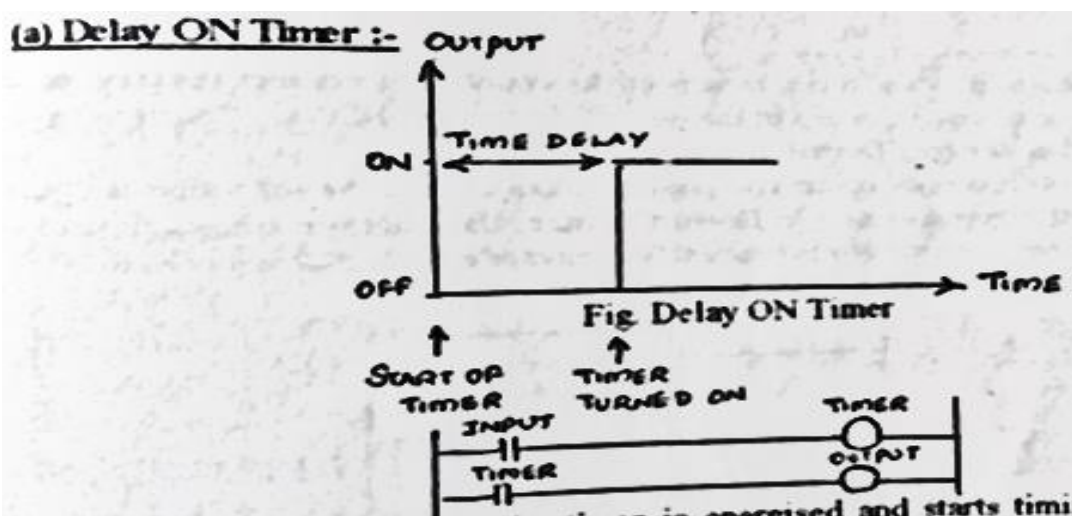 (a) Delay ON Timer :-
OUTPUT
TIME DELAY
ON
OFF
TIME
Fig. Delay ON Timer
START OF
TIMER
TIMER
TURNED ON
INPUT
TIMER
TIMER
OUTPUT
is energised and starts timi